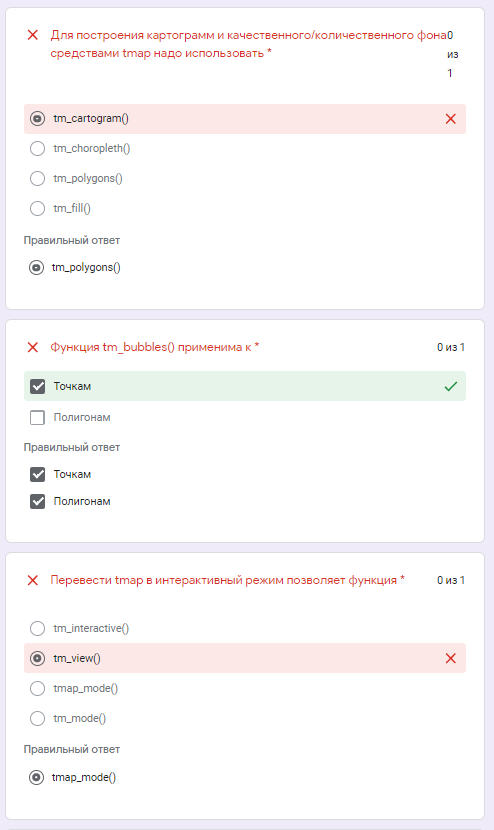 Для построения картограмм и качественного/количественного фона
средствами tmap надо использовать *
0
из
1
tm_cartogram()
tm_choropleth()
tm_polygons()
tm_fill()
Правильный ответ
tm_polygons()
Функция tm_bubbles() применима к *
0 из 1
Точкам
Полигонам
Правильный ответ
Точкам
Полигонам
Перевести tmap в интерактивный режим позволяет функция *
0 из 1
tm_interactive()
tm_view()
tmap_mode()
tm_mode()
Правильный ответ
tmap_mode()